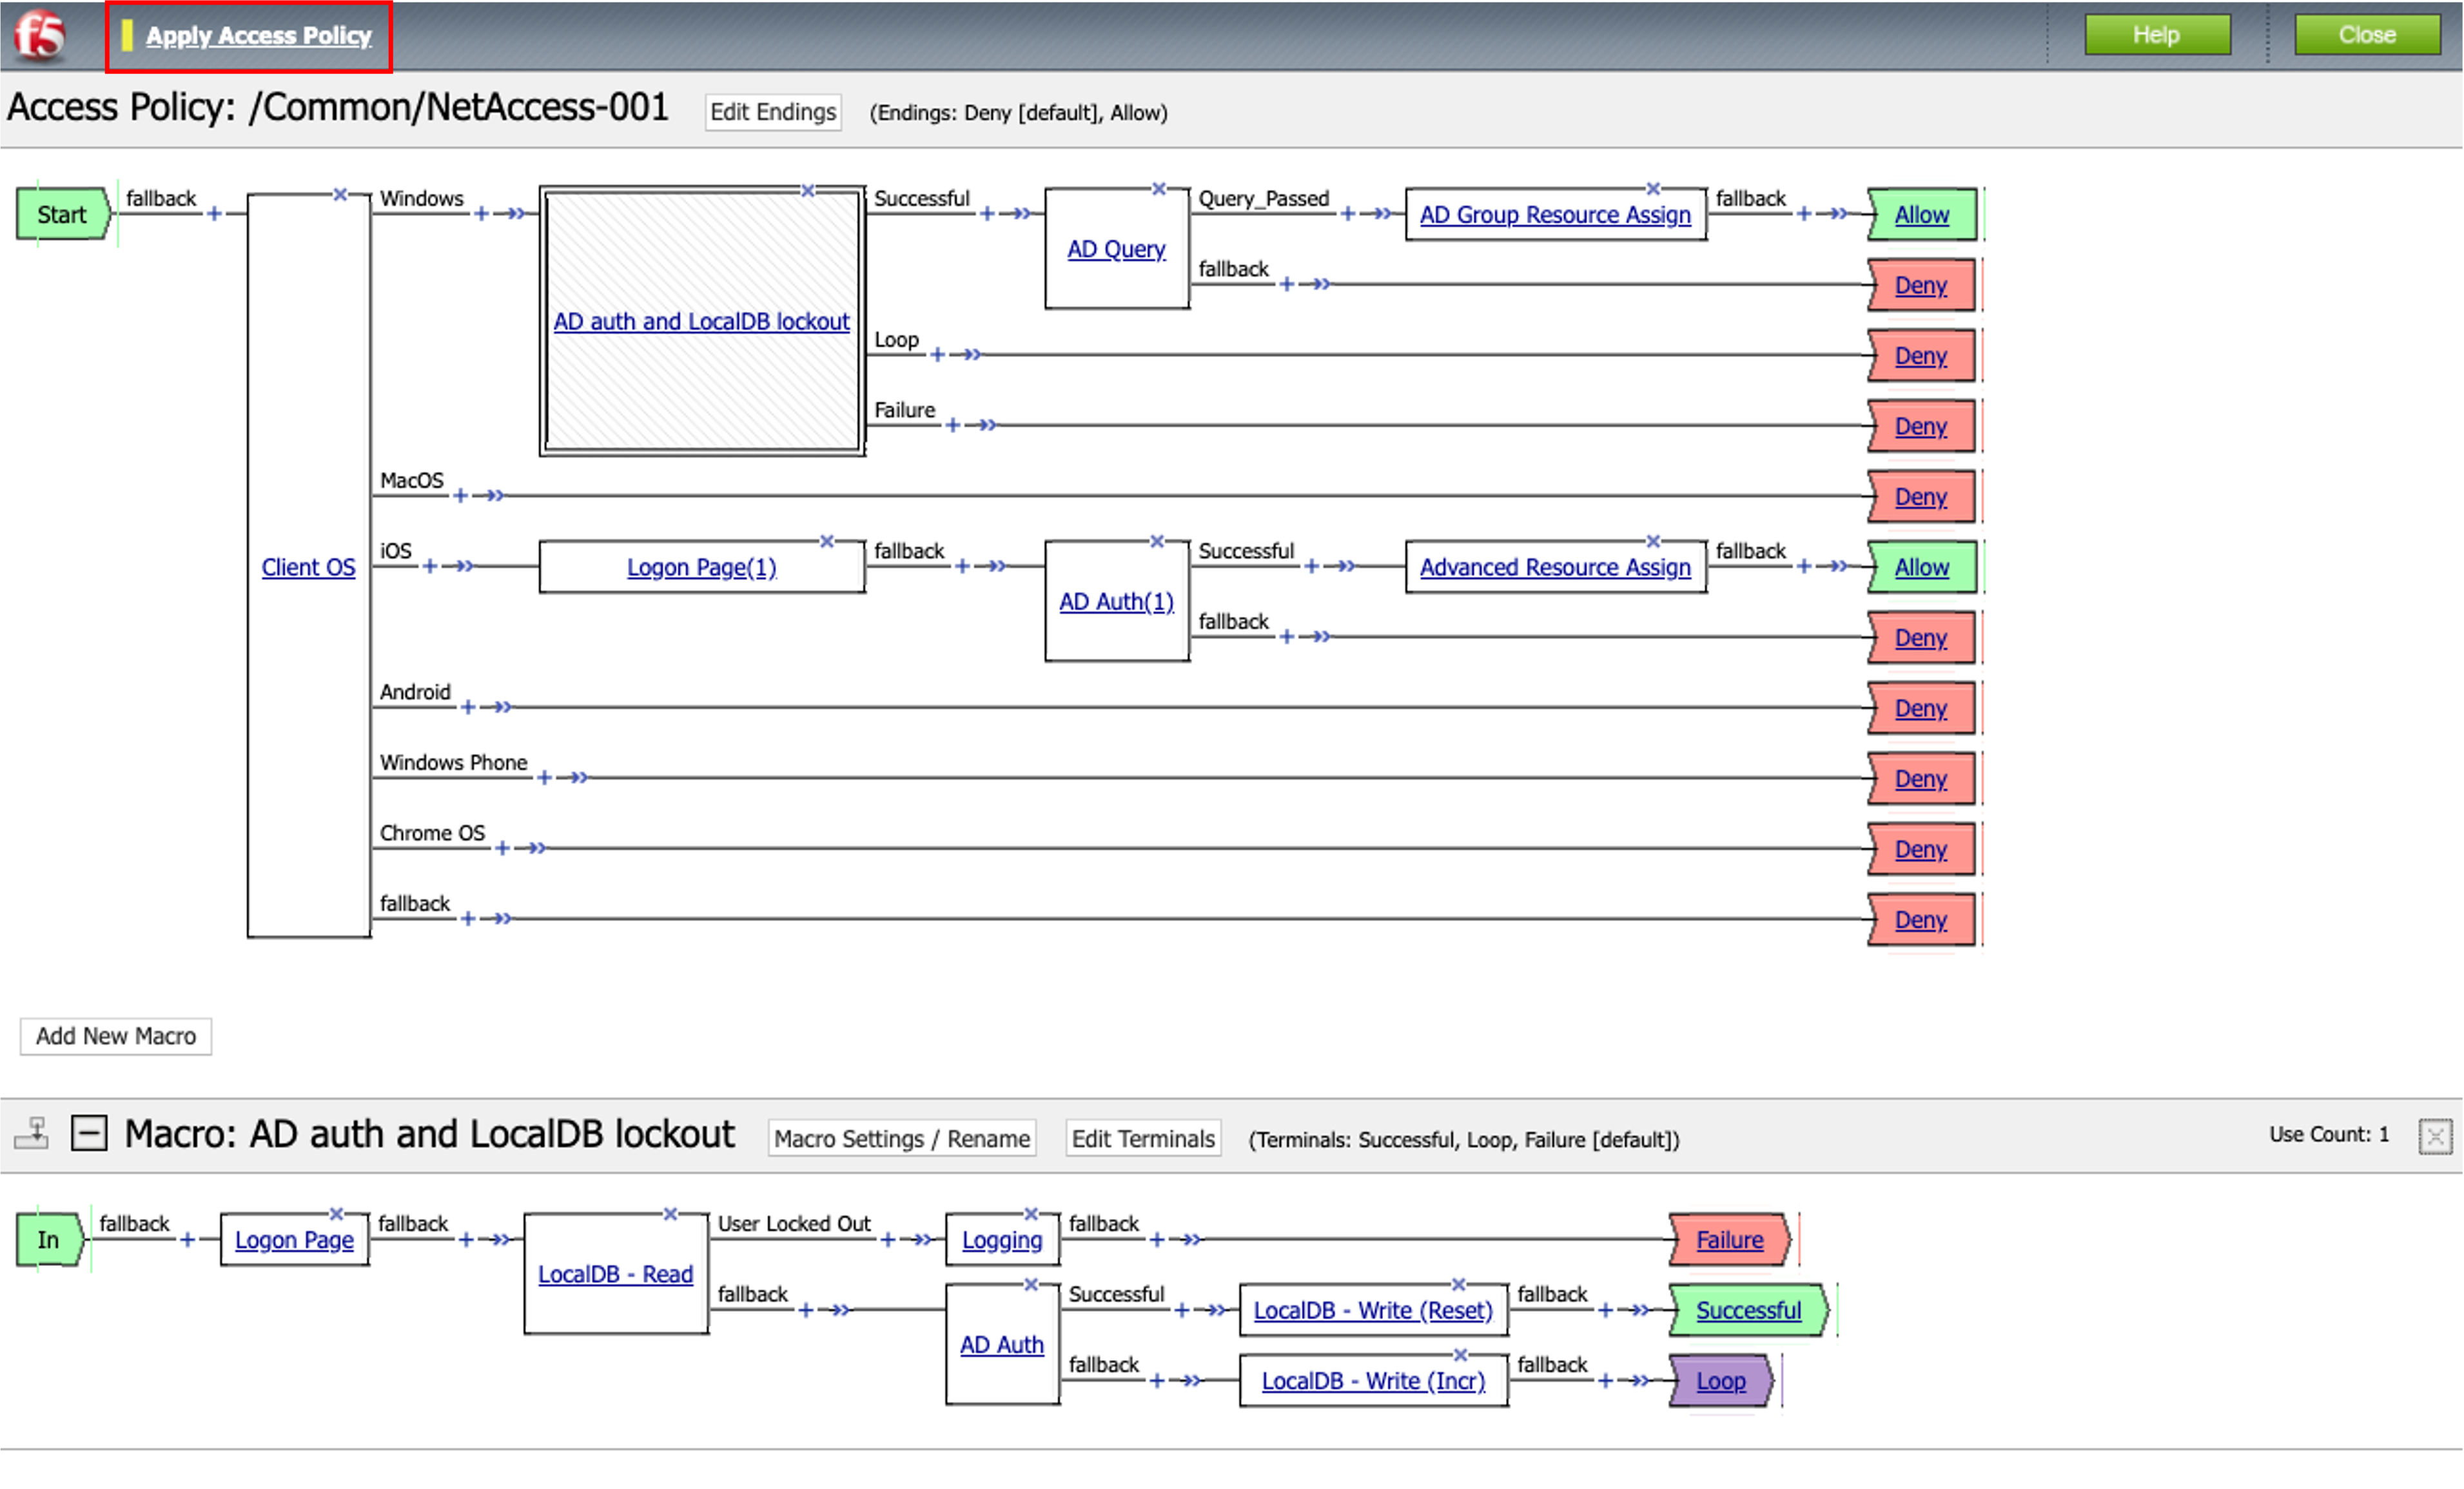 f5 Apply Access Policy Help Close
Access Policy: /Common/NetAccess-001 Edit Endings (Endings: Deny [default], Allow)
Start fallback Windows Successful Query_Passed AD Group Resource Assign fallback Allow
AD Query
fallback Deny
AD auth and LocalDB lockout
Loop Deny
Failure Deny
MacOS Deny
Client OS iOS Logon Page(1) fallback Successful Advanced Resource Assign fallback Allow
AD Auth(1)
fallback Deny
Android Deny
Windows Phone Deny
Chrome OS Deny
fallback Deny
Add New Macro
Macro: AD auth and LocalDB lockout Macro Settings / Rename Edit Terminals (Terminals: Successful, Loop, Failure [default]) Use Count: 1
In fallback Logon Page fallback User Locked Out Logging fallback Failure
LocalDB - Read
fallback Successful LocalDB - Write (Reset) fallback Successful
AD Auth
fallback LocalDB - Write (Incr) fallback Loop